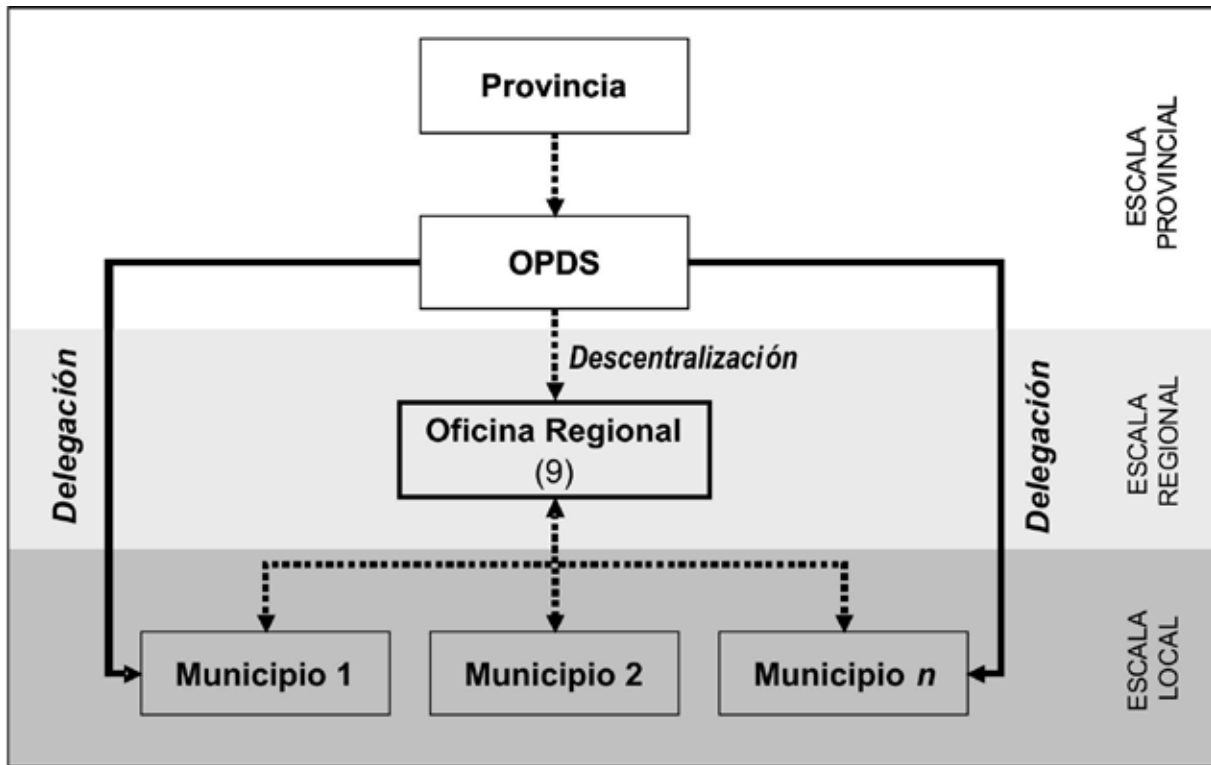 Provincia
ESCALA
PROVINCIAL
OPDS
Descentralización
Delegación
Delegación
Oficina Regional
(9)
ESCALA
REGIONAL
Municipio 1
Municipio 2
Municipio n
ESCALA
LOCAL